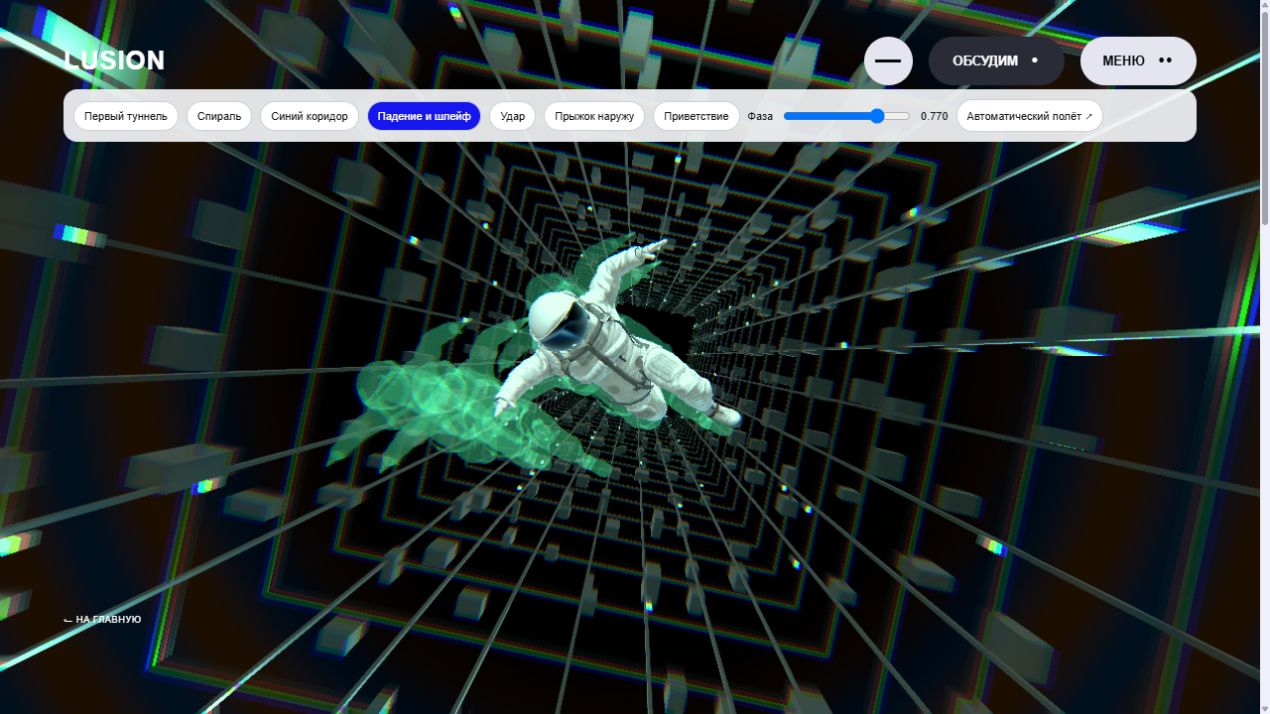 LUSION
ОБСУДИМ
МЕНЮ
Первый туннель
Спираль
Синий коридор
Падение и шлейф
Удар
Прыжок наружу
Приветствие
Фаза
0.770
Автоматический полёт ↗
← НА ГЛАВНУЮ